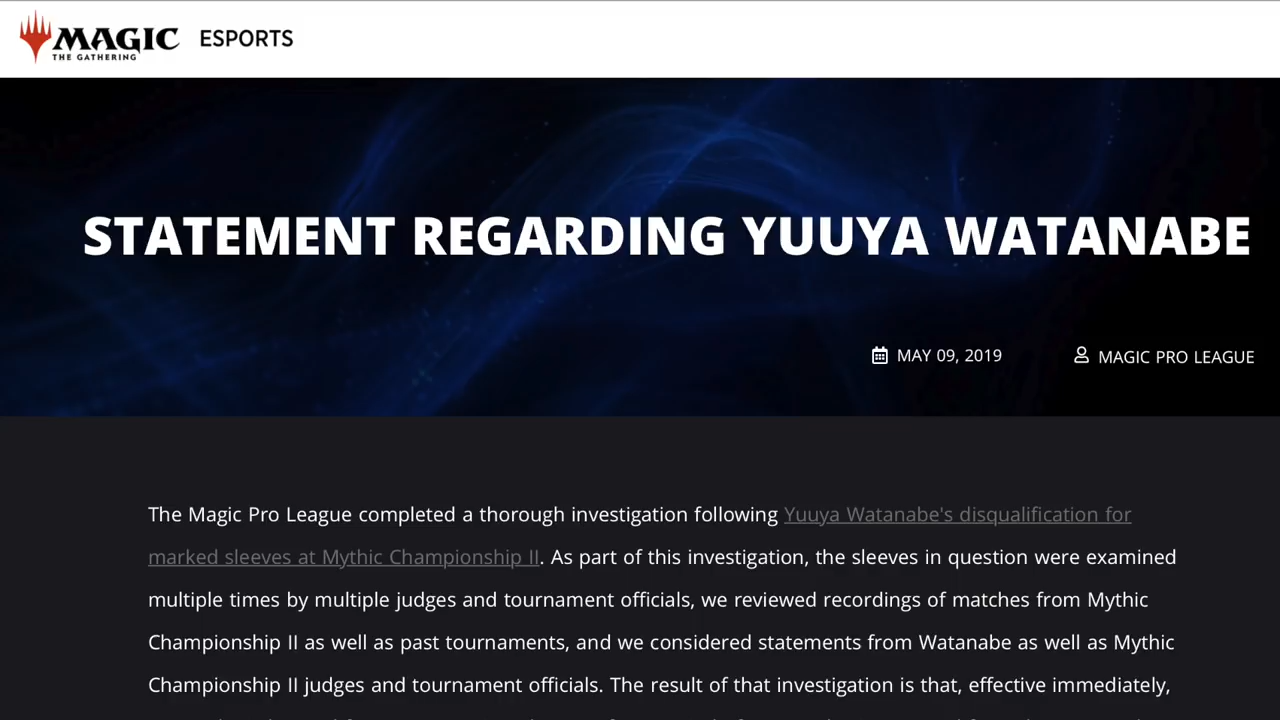 MAGIC
THE GATHERING
ESPORTS
STATEMENT REGARDING YUUYA WATANABE
MAY 09, 2019
MAGIC PRO LEAGUE
The Magic Pro League completed a thorough investigation following Yuuya Watanabe's disqualification for
marked sleeves at Mythic Championship II. As part of this investigation, the sleeves in question were examined
multiple times by multiple judges and tournament officials, we reviewed recordings of matches from Mythic
Championship II as well as past tournaments, and we considered statements from Watanabe as well as Mythic
Championship II judges and tournament officials. The result of that investigation is that, effective immediately,